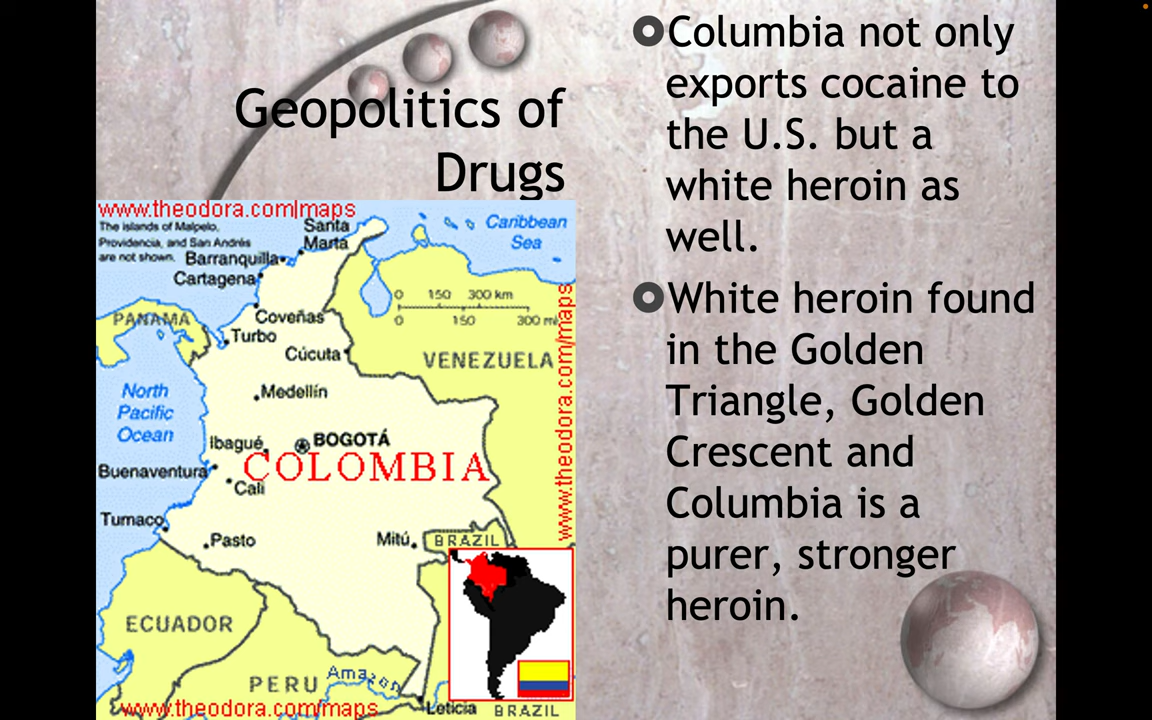 Geopolitics of
Drugs
Columbia not only
exports cocaine to
the U.S. but a
white heroin as
well.
White heroin found
in the Golden
Triangle, Golden
Crescent and
Columbia is a
purer, stronger
heroin.
www.theodora.com/maps
The islands of Malpelo,
Providencia, and San Andrés
are not shown.
Santa
Marta
Caribbean
Sea
Barranquilla
Cartagena
0 150 300 km
0 150 300 mi
PANAMA
Coveñas
Turbo
Cúcuta
VENEZUELA
www.theodora.com/maps
North
Pacific
Ocean
Medellín
Ibagué
BOGOTÁ
COLOMBIA
Buenaventura
Cali
Tumaco
Pasto
Mitú
BRAZIL
ECUADOR
PERU
Amazon
Leticia
BRAZIL
www.theodora.com/maps